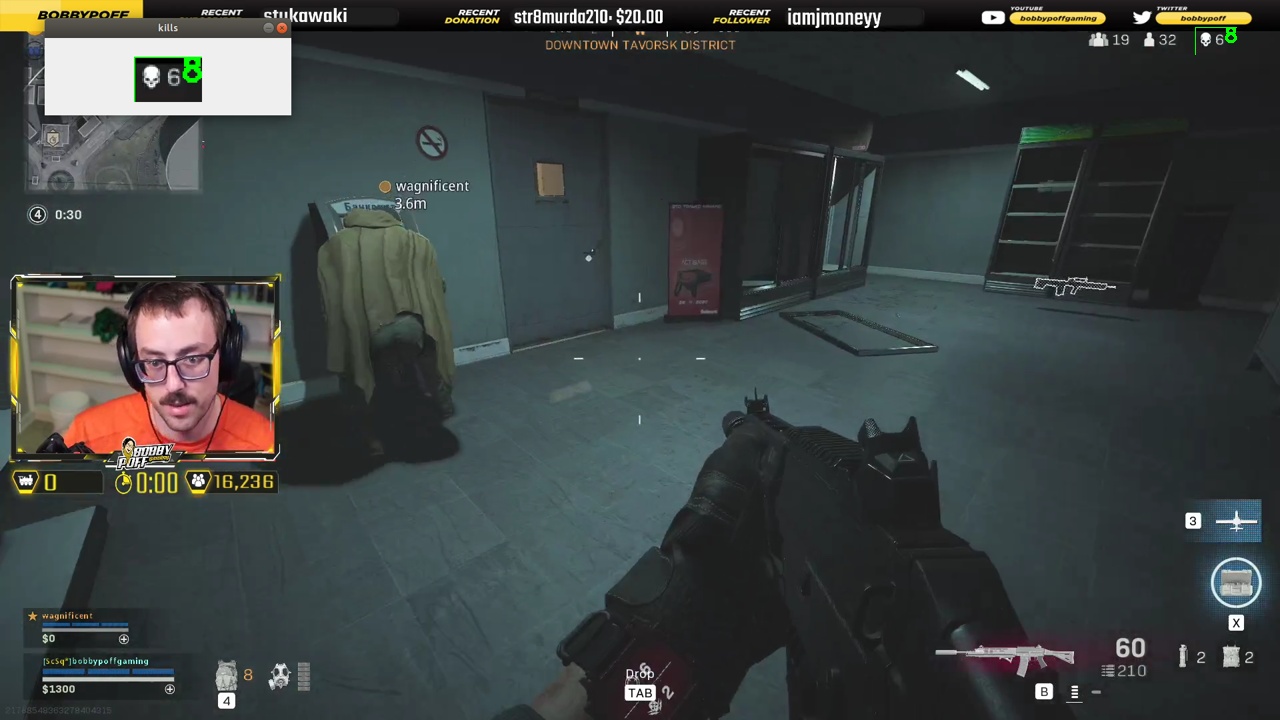 BOBBYPOFF
RECENT
stukawaki
RECENT
DONATION
str8murda210: $20.00
RECENT
FOLLOWER
iamjmoneyy
YOUTUBE
bobbypoffgaming
TWITTER
bobbypoff
kills
6 8
DOWNTOWN TAVORSK DISTRICT
19
32
6 8
wagnificent
3.6m
4
0:30
BOBBY
POFF
0
0:00
16,236
3
X
wagnificent
$0
[ScSq*]bobbypoffgaming
$1300
8
4
Drop
TAB
60
210
2
2
B